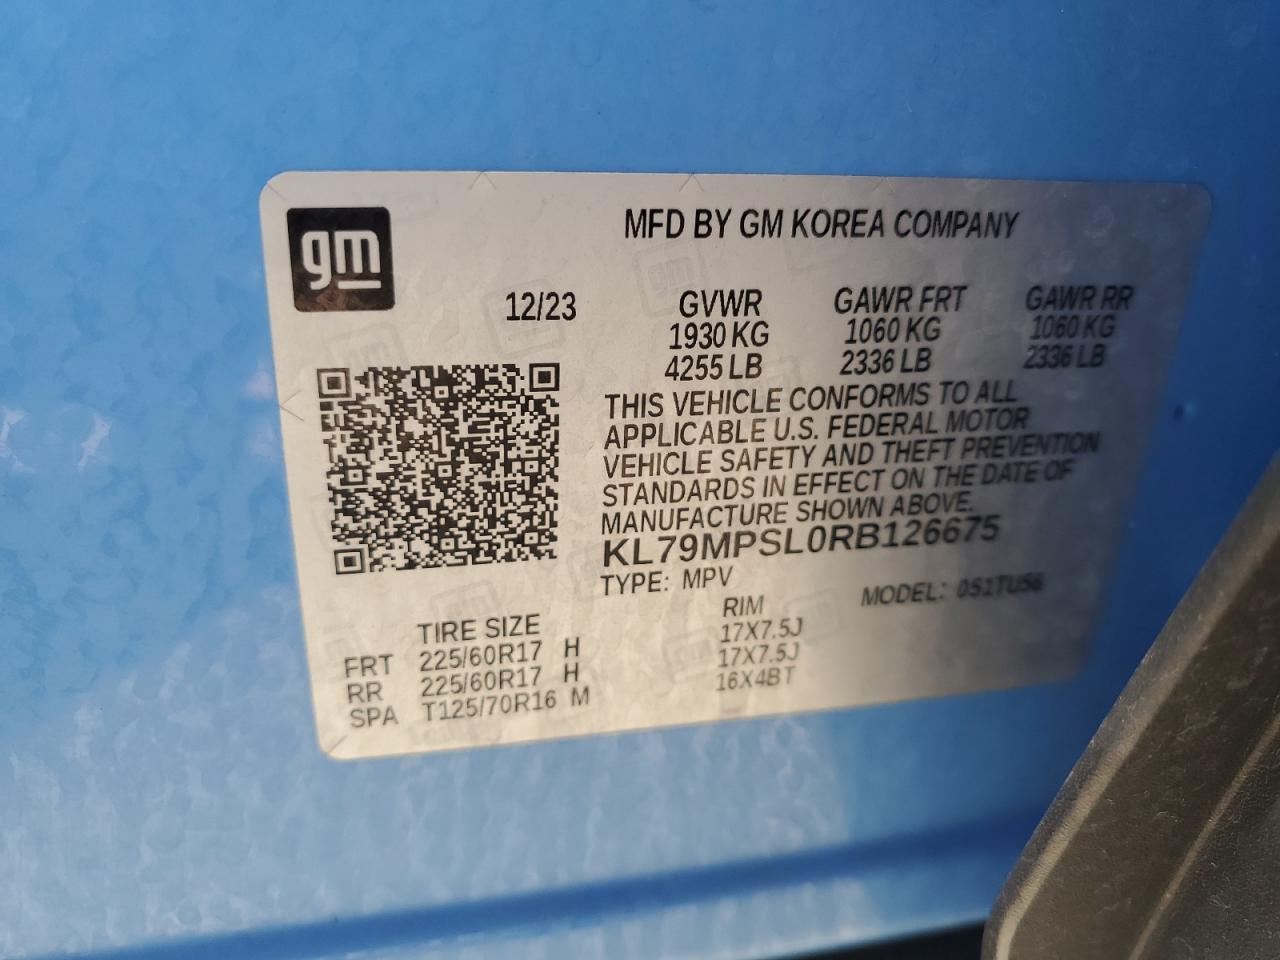 gm
MFD BY GM KOREA COMPANY
12/23 GVWR GAWR FRT GAWR RR
1930 KG 1060 KG 1060 KG
4255 LB 2336 LB 2336 LB
THIS VEHICLE CONFORMS TO ALL
APPLICABLE U.S. FEDERAL MOTOR
VEHICLE SAFETY AND THEFT PREVENTION
STANDARDS IN EFFECT ON THE DATE OF
MANUFACTURE SHOWN ABOVE.
KL79MPSL0RB126675
TYPE: MPV MODEL: 051TU56
TIRE SIZE RIM
FRT 225/60R17 H 17X7.5J
RR 225/60R17 H 17X7.5J
SPA T125/70R16 M 16X4BT